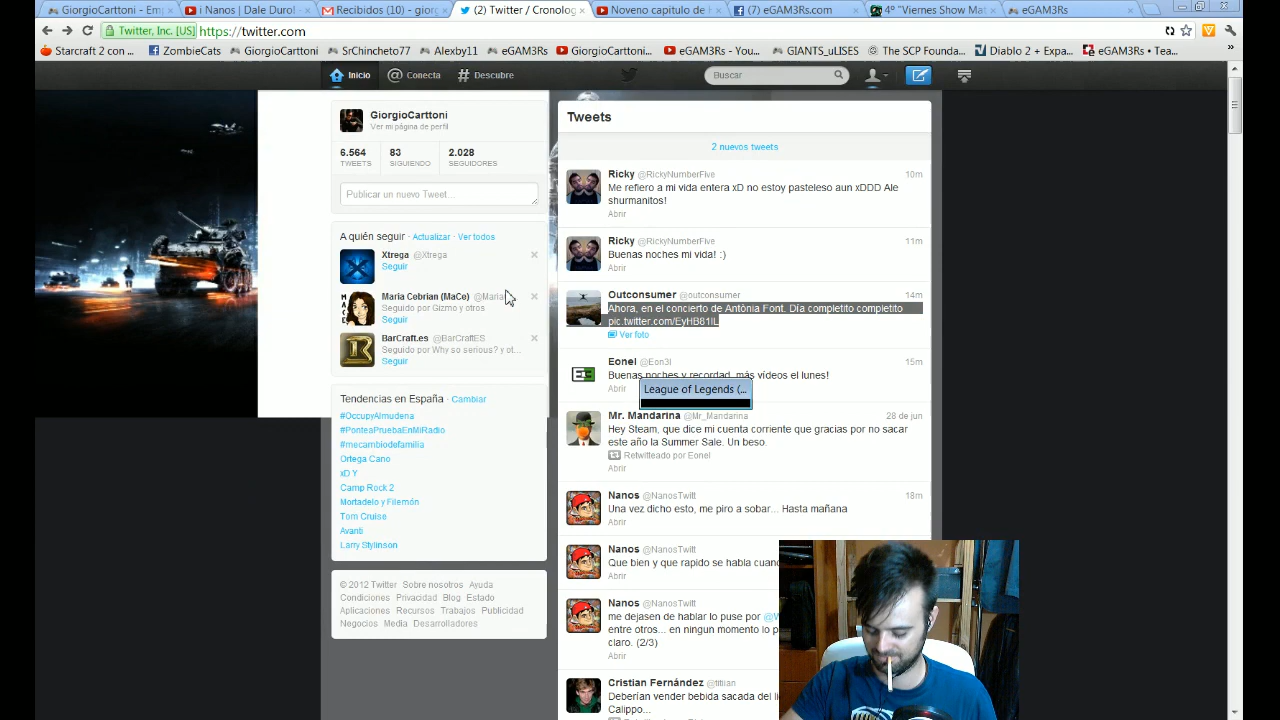 GiorgioCarttoni - Em
i Nanos | Dale Duro! -
Recibidos (10) - giorg
(2) Twitter / Cronolog
Noveno capitulo de H
(7) eGAM3Rs.com
4º "Viernes Show Mat
eGAM3Rs
Twitter, Inc. [US] https://twitter.com
Starcraft 2 con ...
ZombieCats
GiorgioCarttoni
SrChincheto77
Alexby11
eGAM3Rs
GiorgioCarttoni...
eGAM3Rs - You...
GIANTS_uLISES
The SCP Founda...
Diablo 2 + Expa...
eGAM3Rs • Tea...
»
Inicio
Conecta
Descubre
Buscar
GiorgioCarttoni
Ver mi página de perfil
6.564 83 2.028
TWEETS SIGUIENDO SEGUIDORES
Publicar un nuevo Tweet...
A quién seguir · Actualizar · Ver todos
Xtrega @Xtrega
Seguir
Maria Cebrian (MaCe) @Maria
Seguido por Gizmo y otros
Seguir
BarCraft.es @BarCraftES
Seguido por Why so serious? y ot...
Seguir
Tendencias en España · Cambiar
#OccupyAlmudena
#PonteaPruebaEnMiRadio
#mecambiodefamilia
Ortega Cano
xD Y
Camp Rock 2
Mortadelo y Filemón
Tom Cruise
Avanti
Larry Stylinson
© 2012 Twitter Sobre nosotros Ayuda
Condiciones Privacidad Blog Estado
Aplicaciones Recursos Trabajos Publicidad
Negocios Media Desarrolladores
Tweets
2 nuevos tweets
Ricky @RickyNumberFive 10m
Me refiero a mi vida entera xD no estoy pasteleso aun xDDD Ale
shurmanitos!
Abrir
Ricky @RickyNumberFive 11m
Buenas noches mi vida! :)
Abrir
Outconsumer @outconsumer 14m
Ahora, en el concierto de Antònia Font. Día completito completito
pic.twitter.com/EyHB81lL
Ver foto
Eonel @Eon3l 15m
Buenas noches y recordad, más vídeos el lunes!
Abrir
League of Legends (...
Mr. Mandarina @Mr_Mandarina 28 de jun
Hey Steam, que dice mi cuenta corriente que gracias por no sacar
este año la Summer Sale. Un beso.
Retwitteado por Eonel
Abrir
Nanos @NanosTwitt 18m
Una vez dicho esto, me piro a sobar... Hasta mañana
Abrir
Nanos @NanosTwitt
Que bien y que rapido se habla cuand
Abrir
Nanos @NanosTwitt
me dejasen de hablar lo puse por
entre otros... en ningun momento lo p
claro. (2/3)
Abrir
Cristian Fernández @titiian
Deberían vender bebida sacada del lí
Calippo...